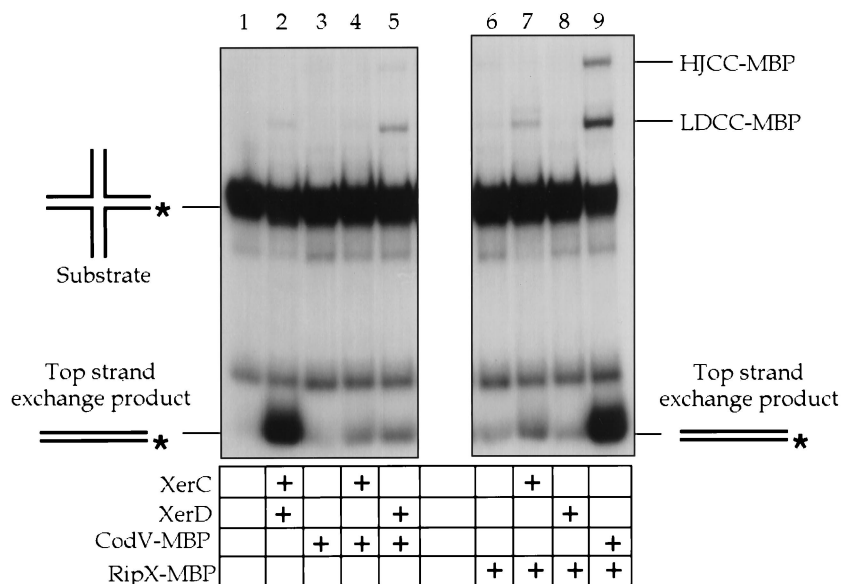 1 2 3 4 5 6 7 8 9
HJCC-MBP
LDCC-MBP
*
Substrate
Top strand
exchange product
*
Top strand
exchange product
*
XerC + + +
XerD + + +
CodV-MBP + + + +
RipX-MBP + + + +